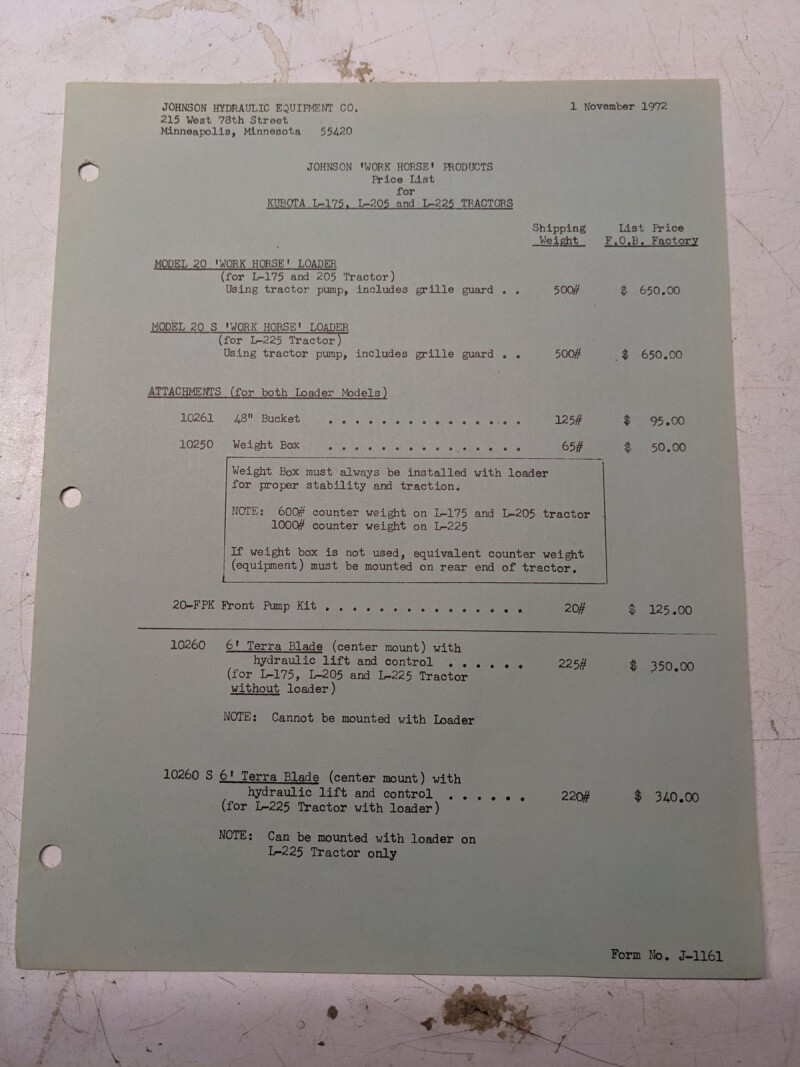 JOHNSON HYDRAULIC EQUIPMENT CO. 1 November 1972
215 West 78th Street
Minneapolis, Minnesota 55420
JOHNSON 'WORK HORSE' PRODUCTS
Price List
for
KUBOTA L-175, L-205 and L-225 TRACTORS
Shipping List Price
Weight F.O.B. Factory
MODEL 20 'WORK HORSE' LOADER
(for L-175 and 205 Tractor)
Using tractor pump, includes grille guard . . 500# $ 650.00
MODEL 20 S 'WORK HORSE' LOADER
(for L-225 Tractor)
Using tractor pump, includes grille guard . . 500# $ 650.00
ATTACHMENTS (for both Loader Models)
10261 48" Bucket . . . . . . . . . . . . . . . 125# $ 95.00
10250 Weight Box . . . . . . . . . . . . . . . 65# $ 50.00
Weight Box must always be installed with loader
for proper stability and traction.
NOTE: 600# counter weight on L-175 and L-205 tractor
1000# counter weight on L-225
If weight box is not used, equivalent counter weight
(equipment) must be mounted on rear end of tractor.
20-FPK Front Pump Kit . . . . . . . . . . . . . . . . 20# $ 125.00
10260 6' Terra Blade (center mount) with
hydraulic lift and control . . . . . . 225# $ 350.00
(for L-175, L-205 and L-225 Tractor
without loader)
NOTE: Cannot be mounted with Loader
10260 S 6' Terra Blade (center mount) with
hydraulic lift and control . . . . . . 220# $ 340.00
(for L-225 Tractor with loader)
NOTE: Can be mounted with loader on
L-225 Tractor only
Form No. J-1161